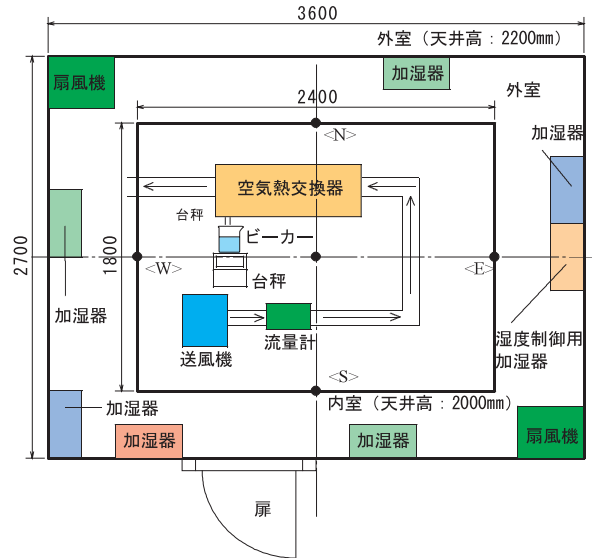 3600
外室（天井高：2200mm）
扇風機
加湿器
外室
2400
加湿器
<N>
空気熱交換器
台秤
ビーカー
2700
1800
<W>
<E>
台秤
加湿器
送風機
流量計
湿度制御用
加湿器
<S>
加湿器
内室（天井高：2000mm）
加湿器
加湿器
扇風機
扉